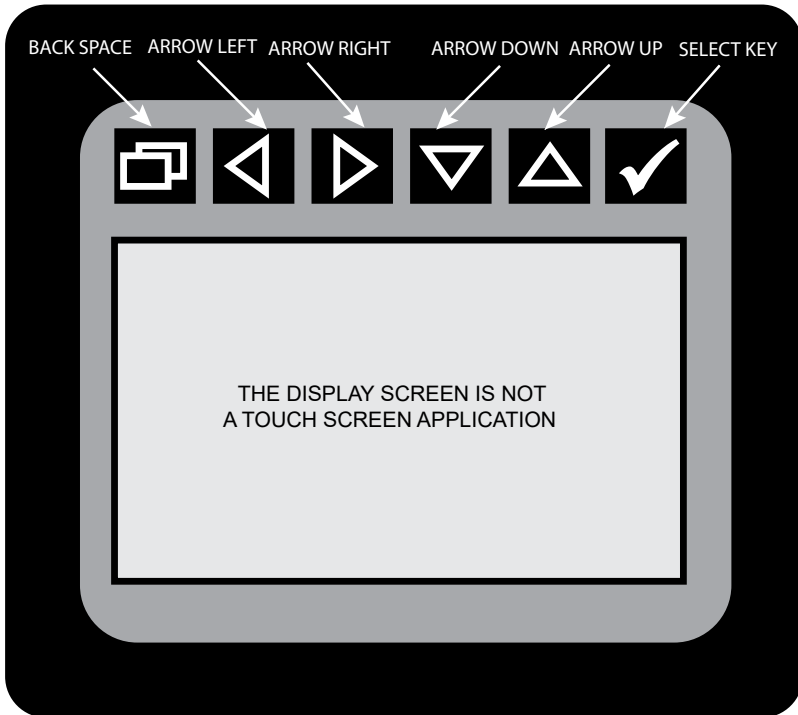 BACK SPACE
ARROW LEFT
ARROW RIGHT
ARROW DOWN
ARROW UP
SELECT KEY
THE DISPLAY SCREEN IS NOT
A TOUCH SCREEN APPLICATION